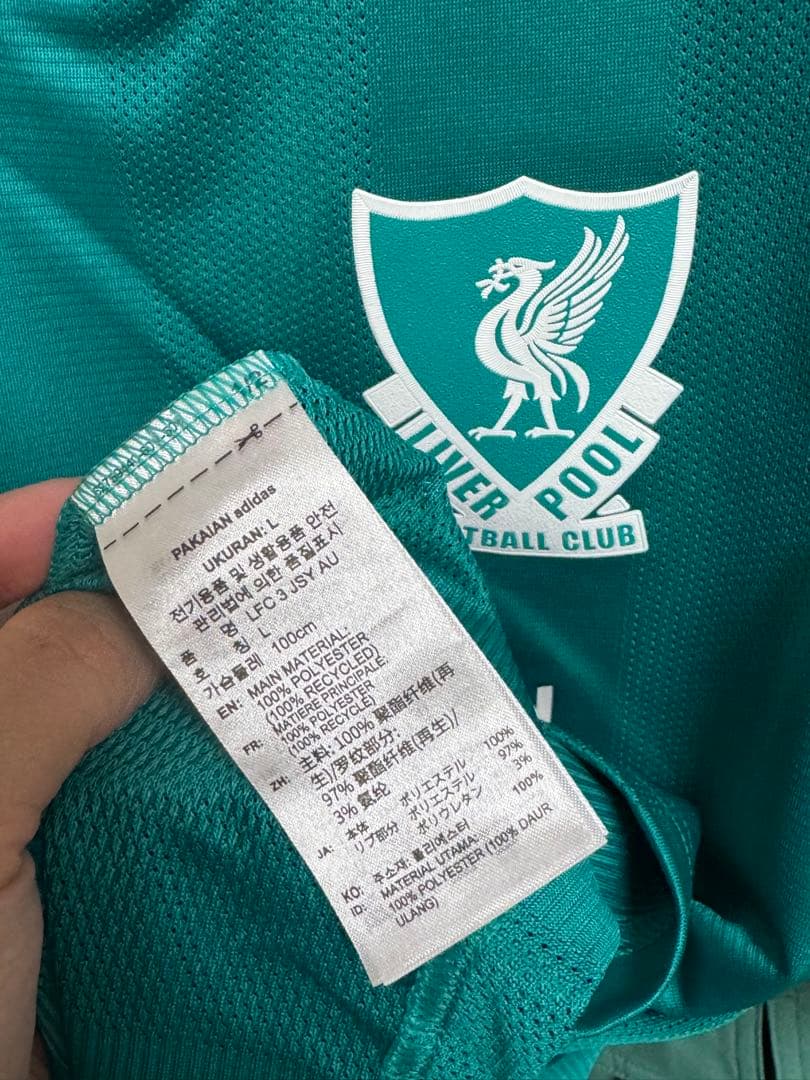 LIVER POOL
TBALL CLUB
1/2
PAKAIAN adidas
UKURAN: L
전기용품 및 생활용품 안전
관리법에 의한 품질표시
품 명 LFC 3 JSY AU
호 칭 L
가슴둘레 100cm
EN: MAIN MATERIAL:
100% POLYESTER
(100% RECYCLED)
FR: MATIERE PRINCIPALE:
100% POLYESTER
(100% RECYCLE)
ZH: 主料: 100% 聚酯纤维(再
生)/罗纹部分:
97% 聚酯纤维(再生)/
3% 氨纶
JA: 本体 ポリエステル 100%
リブ部分 ポリエステル 97%
ポリウレタン 3%
100%
KO: 주소재: 폴리에스터
ID: MATERIAL UTAMA:
100% POLYESTER (100% DAUR
ULANG)